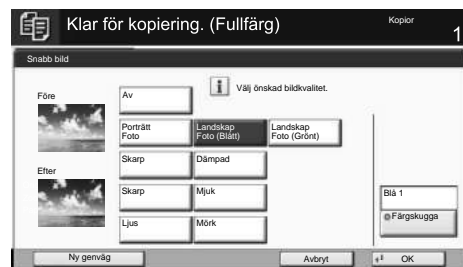 Klar för kopiering. (Fullfärg)
Kopior
1
Snabb bild
Välj önskad bildkvalitet.
Före
Av
Porträtt
Foto
Landskap
Foto (Blått)
Landskap
Foto (Grönt)
Efter
Skarp
Dämpad
Skarp
Mjuk
Blå 1
Färgskugga
Ljus
Mörk
Ny genväg
Avbryt
OK